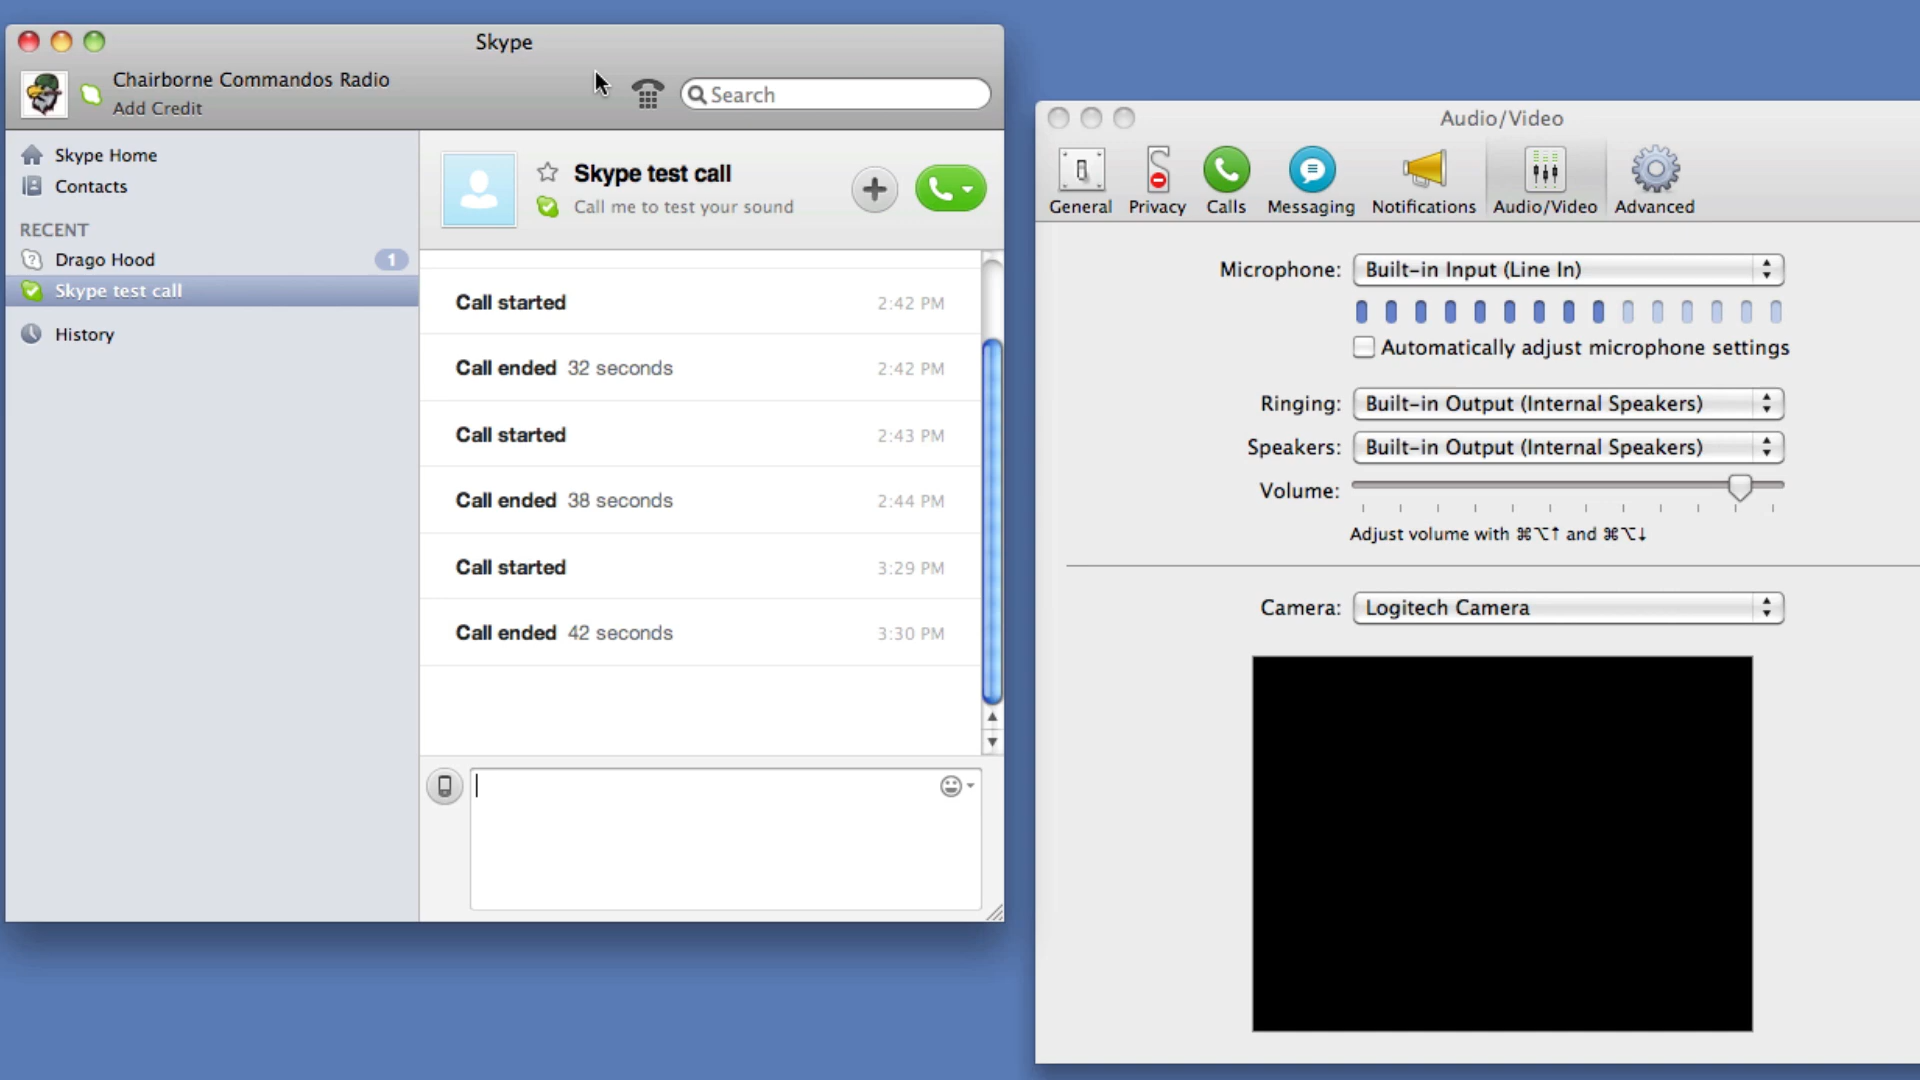 Skype
Chairborne Commandos Radio
Add Credit
Search
Skype Home
Contacts
RECENT
Drago Hood 1
Skype test call
History
Skype test call
Call me to test your sound
Call started 2:42 PM
Call ended 32 seconds 2:42 PM
Call started 2:43 PM
Call ended 38 seconds 2:44 PM
Call started 3:29 PM
Call ended 42 seconds 3:30 PM
Audio/Video
General Privacy Calls Messaging Notifications Audio/Video Advanced
Microphone: Built-in Input (Line In)
Automatically adjust microphone settings
Ringing: Built-in Output (Internal Speakers)
Speakers: Built-in Output (Internal Speakers)
Volume:
Adjust volume with ⌘⌥↑ and ⌘⌥↓
Camera: Logitech Camera